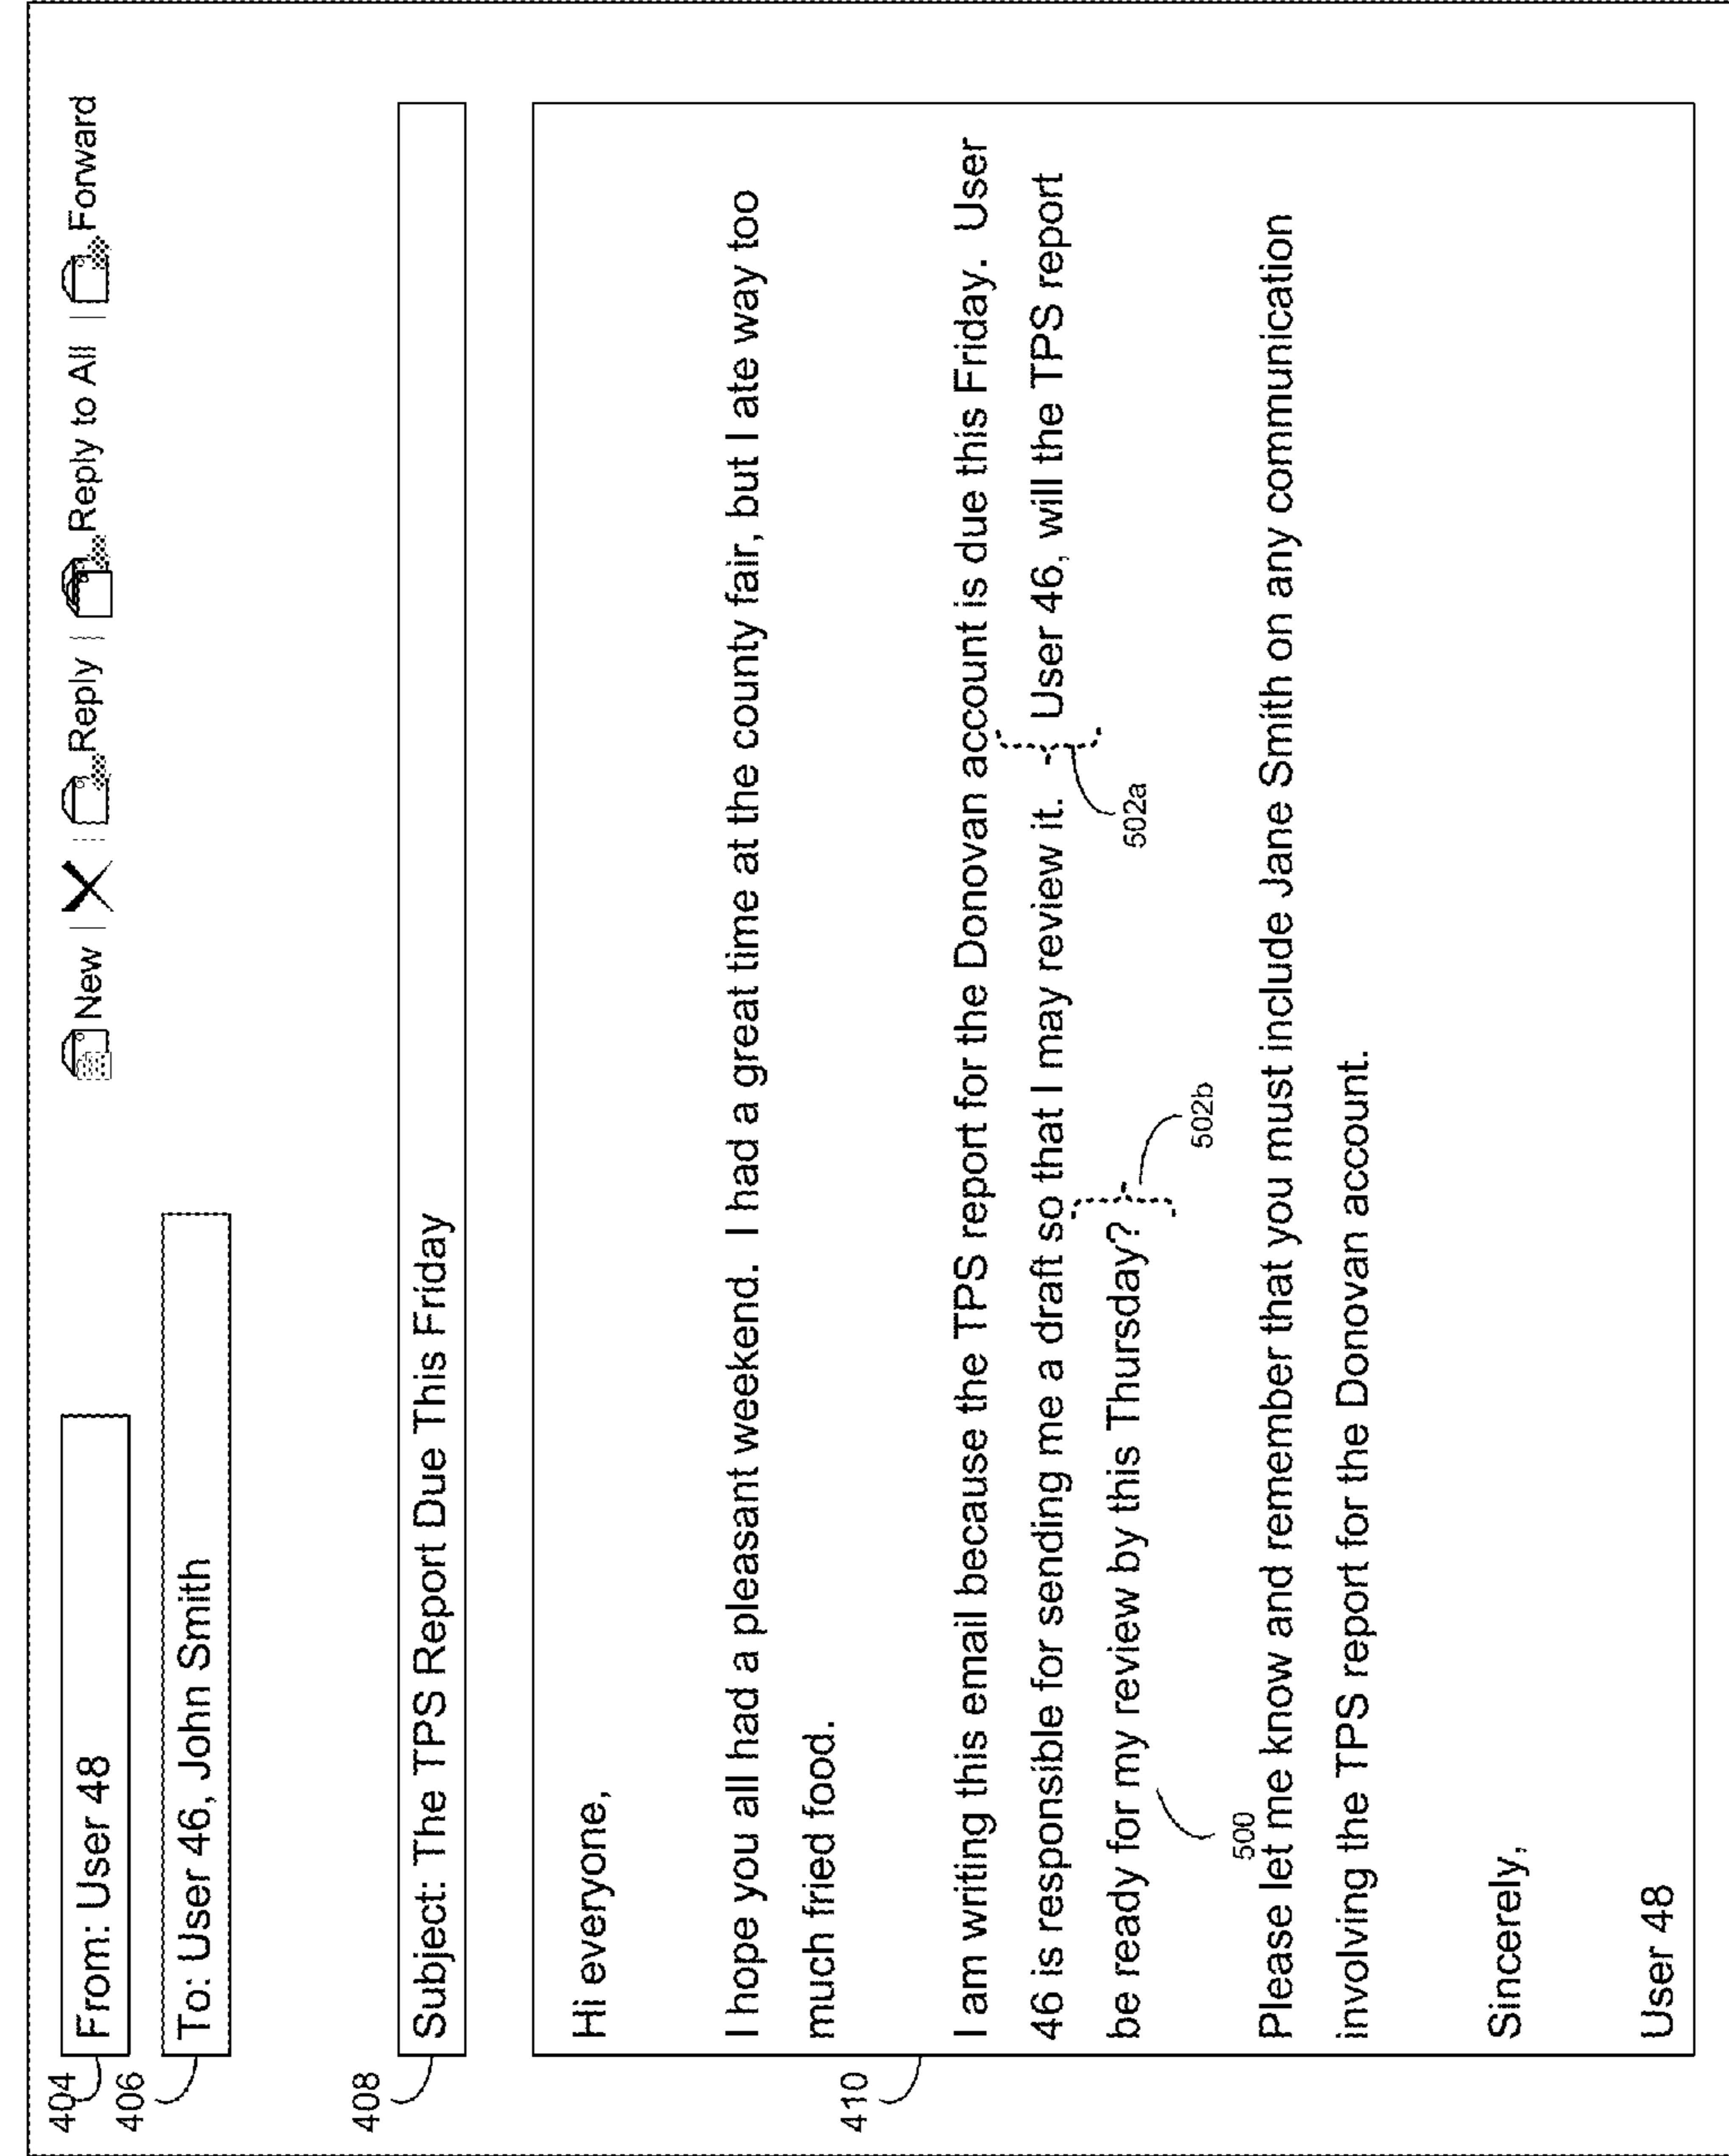 404 From: User 48
New | X | Reply | Reply to All | Forward
406 To: User 46, John Smith
408 Subject: The TPS Report Due This Friday
Hi everyone,
I hope you all had a pleasant weekend. I had a great time at the county fair, but I ate way too
much fried food.
410
I am writing this email because the TPS report for the Donovan account is due this Friday. User
46 is responsible for sending me a draft so that I may review it. User 46, will the TPS report
502a
be ready for my review by this Thursday?
502b
500
Please let me know and remember that you must include Jane Smith on any communication
involving the TPS report for the Donovan account.
Sincerely,
User 48